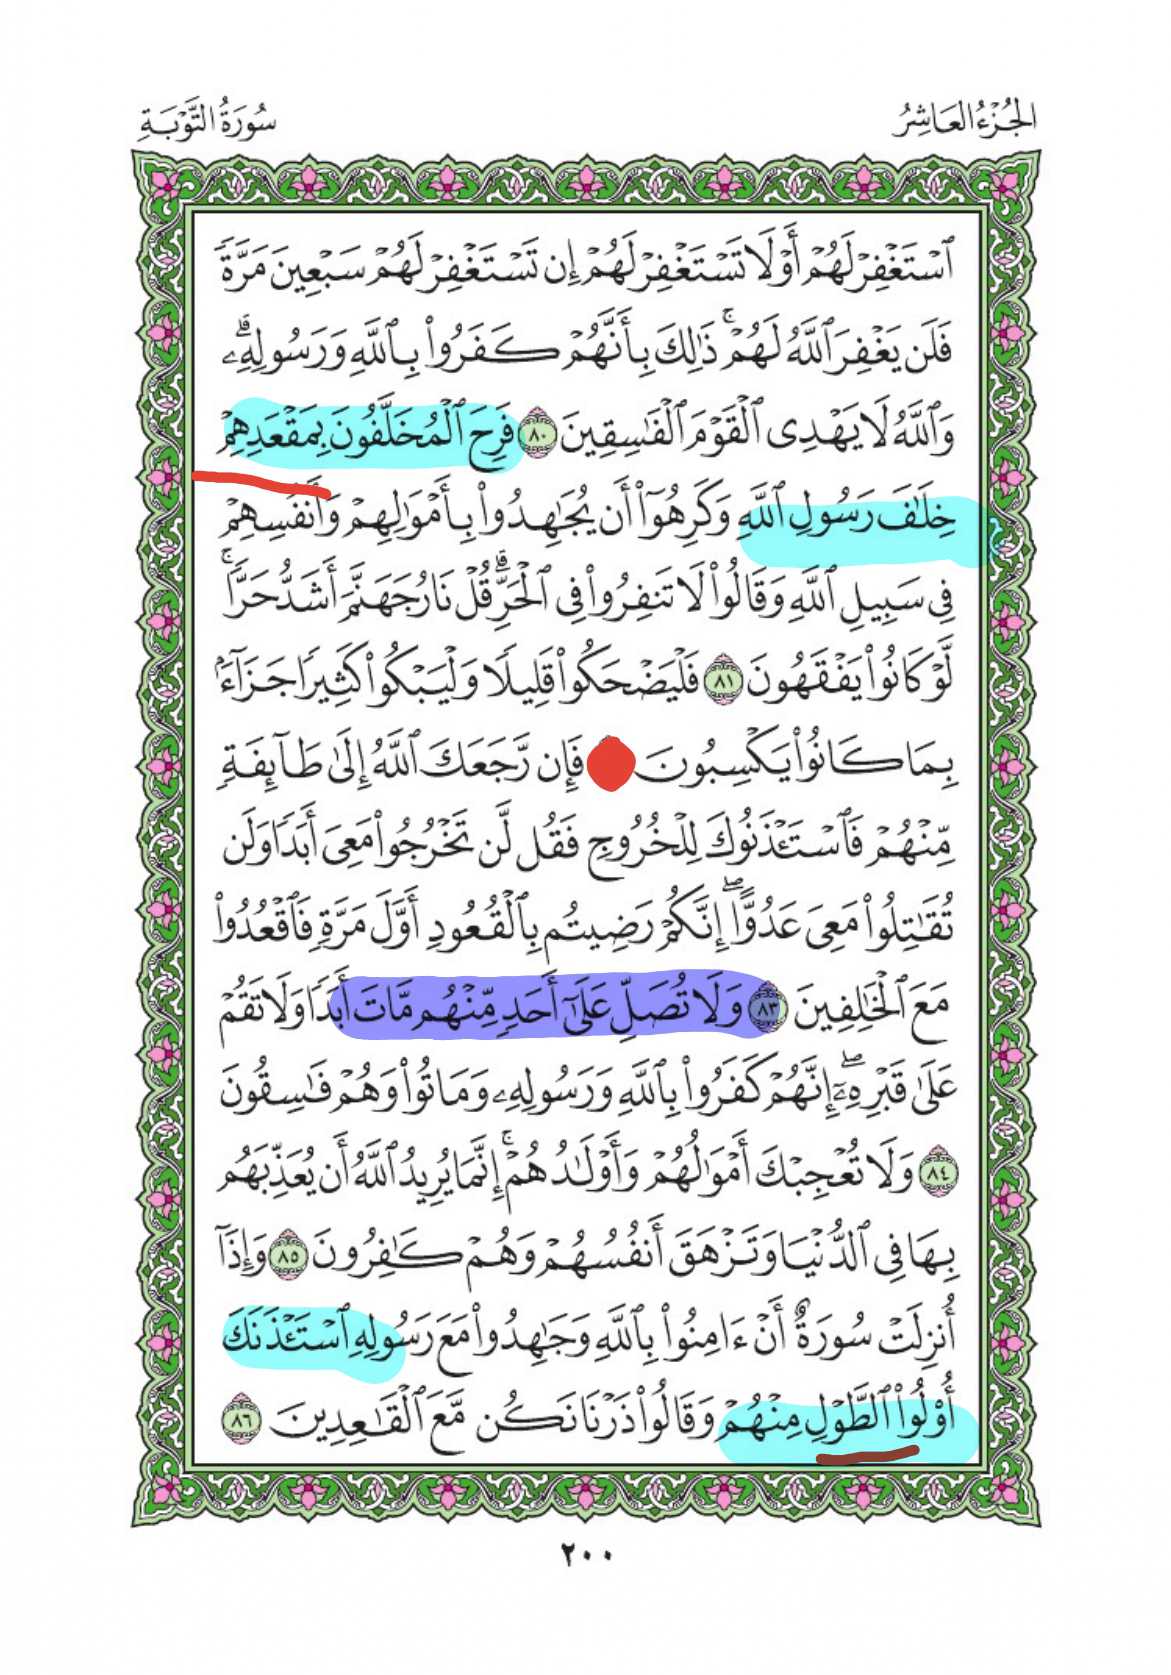 الجُزْءُ العَاشِرُ
سُورَةُ التَّوْبَةِ
ٱسْتَغْفِرْ لَهُمْ أَوْ لَا تَسْتَغْفِرْ لَهُمْ إِن تَسْتَغْفِرْ لَهُمْ سَبْعِينَ مَرَّةً
فَلَن يَغْفِرَ ٱللَّهُ لَهُمْ ۚ ذَٰلِكَ بِأَنَّهُمْ كَفَرُوا۟ بِٱللَّهِ وَرَسُولِهِۦ ۗ
وَٱللَّهُ لَا يَهْدِى ٱلْقَوْمَ ٱلْفَٰسِقِينَ ٨٠ فَرِحَ ٱلْمُخَلَّفُونَ بِمَقْعَدِهِمْ
خِلَٰفَ رَسُولِ ٱللَّهِ وَكَرِهُوٓا۟ أَن يُجَٰهِدُوا۟ بِأَمْوَٰلِهِمْ وَأَنفُسِهِمْ
فِى سَبِيلِ ٱللَّهِ وَقَالُوا۟ لَا تَنفِرُوا۟ فِى ٱلْحَرِّ ۗ قُلْ نَارُ جَهَنَّمَ أَشَدُّ حَرًّا ۚ
لَّوْ كَانُوا۟ يَفْقَهُونَ ٨١ فَلْيَضْحَكُوا۟ قَلِيلًا وَلْيَبْكُوا۟ كَثِيرًا جَزَآءًۢ
بِمَا كَانُوا۟ يَكْسِبُونَ فَإِن رَّجَعَكَ ٱللَّهُ إِلَىٰ طَآئِفَةٍ
مِّنْهُمْ فَٱسْتَـْٔذَنُوكَ لِلْخُرُوجِ فَقُل لَّن تَخْرُجُوا۟ مَعِىَ أَبَدًا وَلَن
تُقَٰتِلُوا۟ مَعِىَ عَدُوًّا ۖ إِنَّكُمْ رَضِيتُم بِٱلْقُعُودِ أَوَّلَ مَرَّةٍ فَٱقْعُدُوا۟
مَعَ ٱلْخَٰلِفِينَ ٨٣ وَلَا تُصَلِّ عَلَىٰٓ أَحَدٍ مِّنْهُم مَّاتَ أَبَدًا وَلَا تَقُمْ
عَلَىٰ قَبْرِهِۦٓ ۖ إِنَّهُمْ كَفَرُوا۟ بِٱللَّهِ وَرَسُولِهِۦ وَمَاتُوا۟ وَهُمْ فَٰسِقُونَ
٨٤ وَلَا تُعْجِبْكَ أَمْوَٰلُهُمْ وَأَوْلَٰدُهُمْ ۚ إِنَّمَا يُرِيدُ ٱللَّهُ أَن يُعَذِّبَهُم
بِهَا فِى ٱلدُّنْيَا وَتَزْهَقَ أَنفُسُهُمْ وَهُمْ كَٰفِرُونَ ٨٥ وَإِذَآ
أُنزِلَتْ سُورَةٌ أَنْ ءَامِنُوا۟ بِٱللَّهِ وَجَٰهِدُوا۟ مَعَ رَسُولِهِ ٱسْتَـْٔذَنَكَ
أُو۟لُوا۟ ٱلطَّوْلِ مِنْهُمْ وَقَالُوا۟ ذَرْنَا نَكُن مَّعَ ٱلْقَٰعِدِينَ ٨٦
٢٠٠